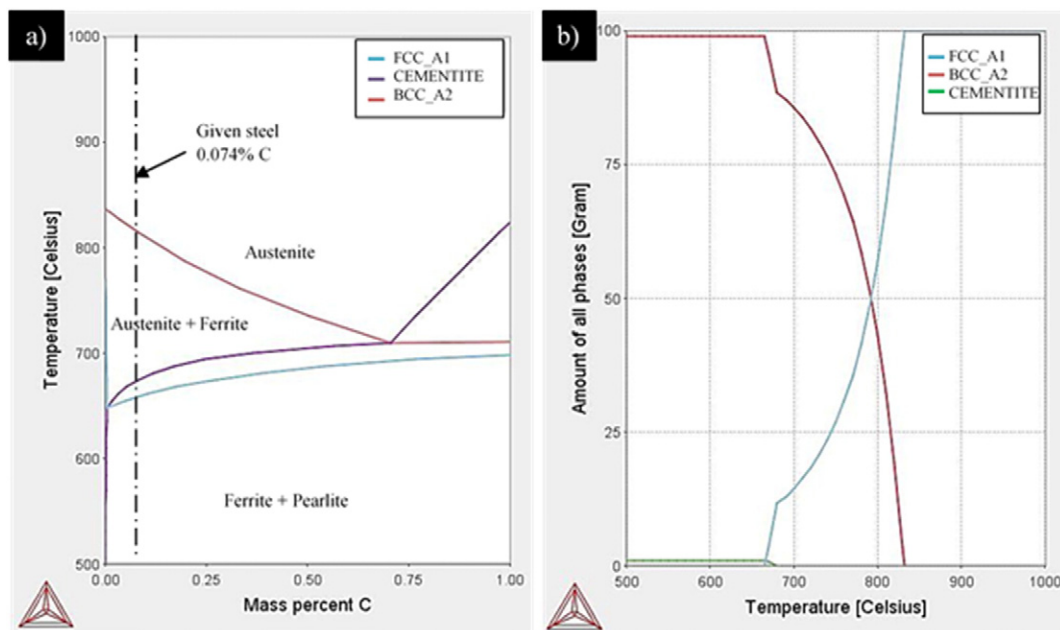 a)
1000
900
800
700
600
500
Temperature [Celsius]
FCC_A1
CEMENTITE
BCC_A2
Given steel
0.074% C
Austenite
Austenite + Ferrite
Ferrite + Pearlite
0.00 0.25 0.50 0.75 1.00
Mass percent C
b)
100
75
50
25
0
Amount of all phases [Gram]
FCC_A1
BCC_A2
CEMENTITE
500 600 700 800 900 1000
Temperature [Celsius]